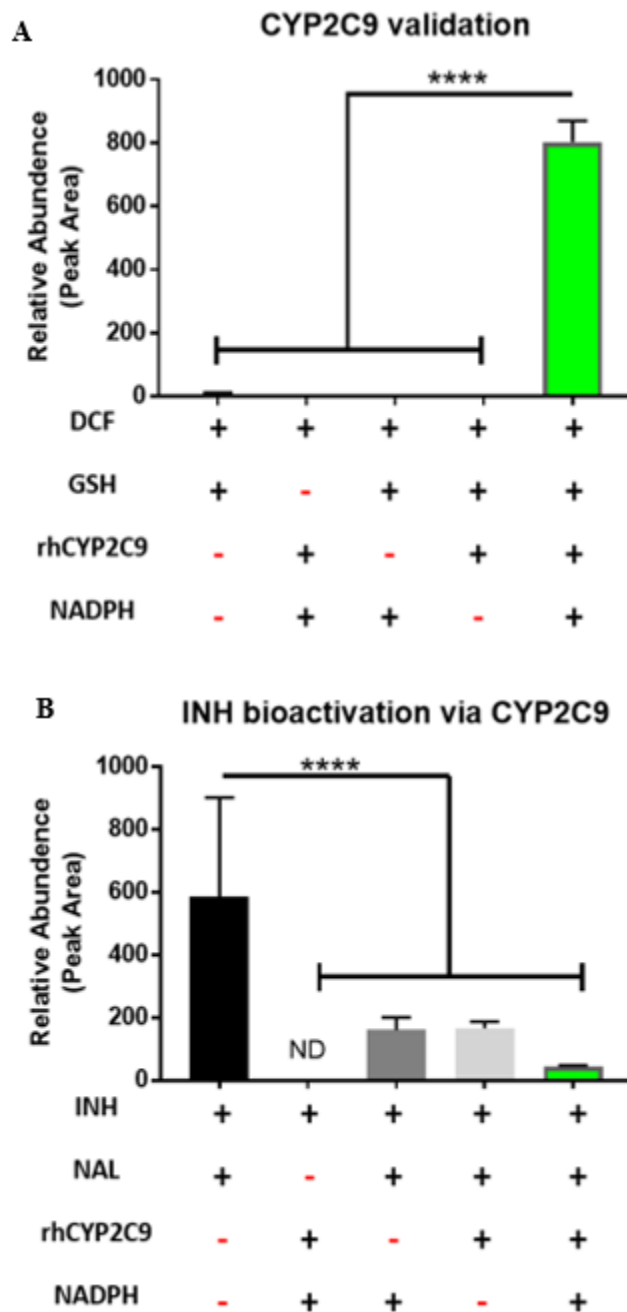 A
CYP2C9 validation
****
Relative Abundence
(Peak Area)
1000
800
600
400
200
0
DCF + + + + +
GSH + - + + +
rhCYP2C9 - + - + +
NADPH - + + - +
B
INH bioactivation via CYP2C9
****
Relative Abundence
(Peak Area)
1000
800
600
400
200
0
ND
INH + + + + +
NAL + - + + +
rhCYP2C9 - + - + +
NADPH - + + - +